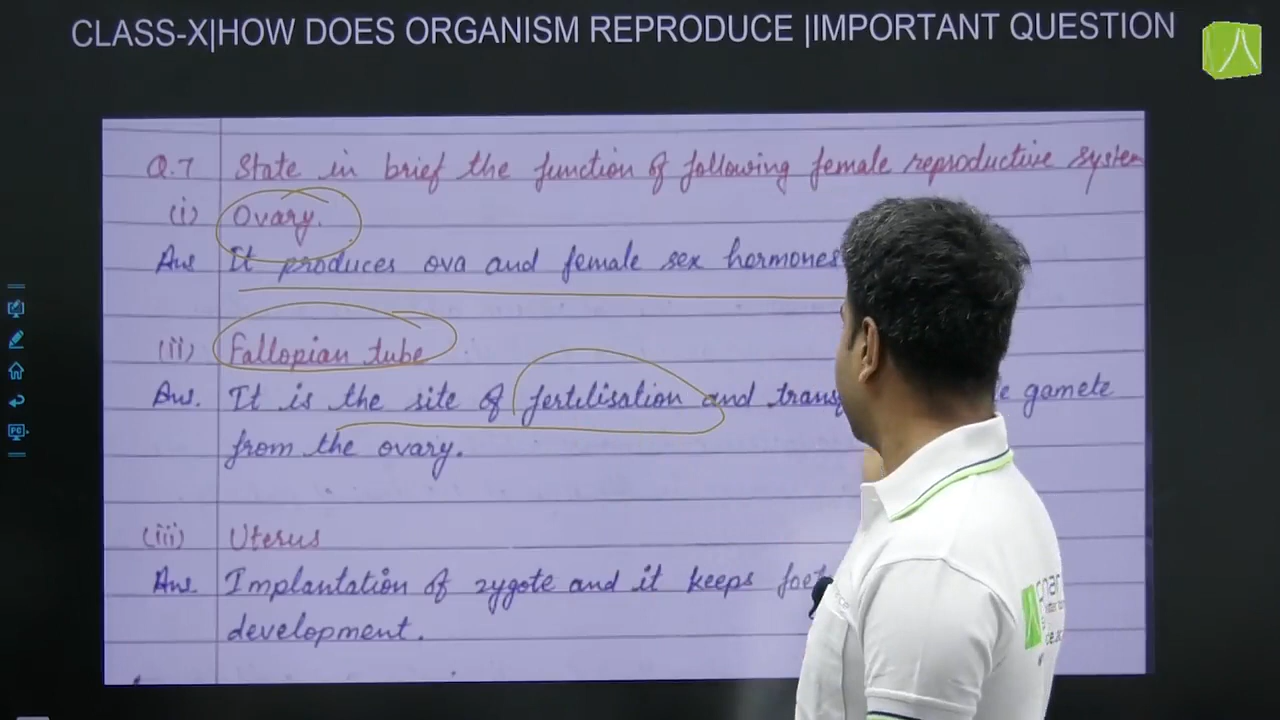 CLASS-X|HOW DOES ORGANISM REPRODUCE |IMPORTANT QUESTION
Q.7 State in brief the function of following female reproductive system
(i) Ovary.
Ans It produces ova and female sex hormones
(ii) Fallopian tube
Ans. It is the site of fertilisation and gamete
from the ovary.
(iii) Uterus
Ans. Implantation of zygote and it keeps
development.